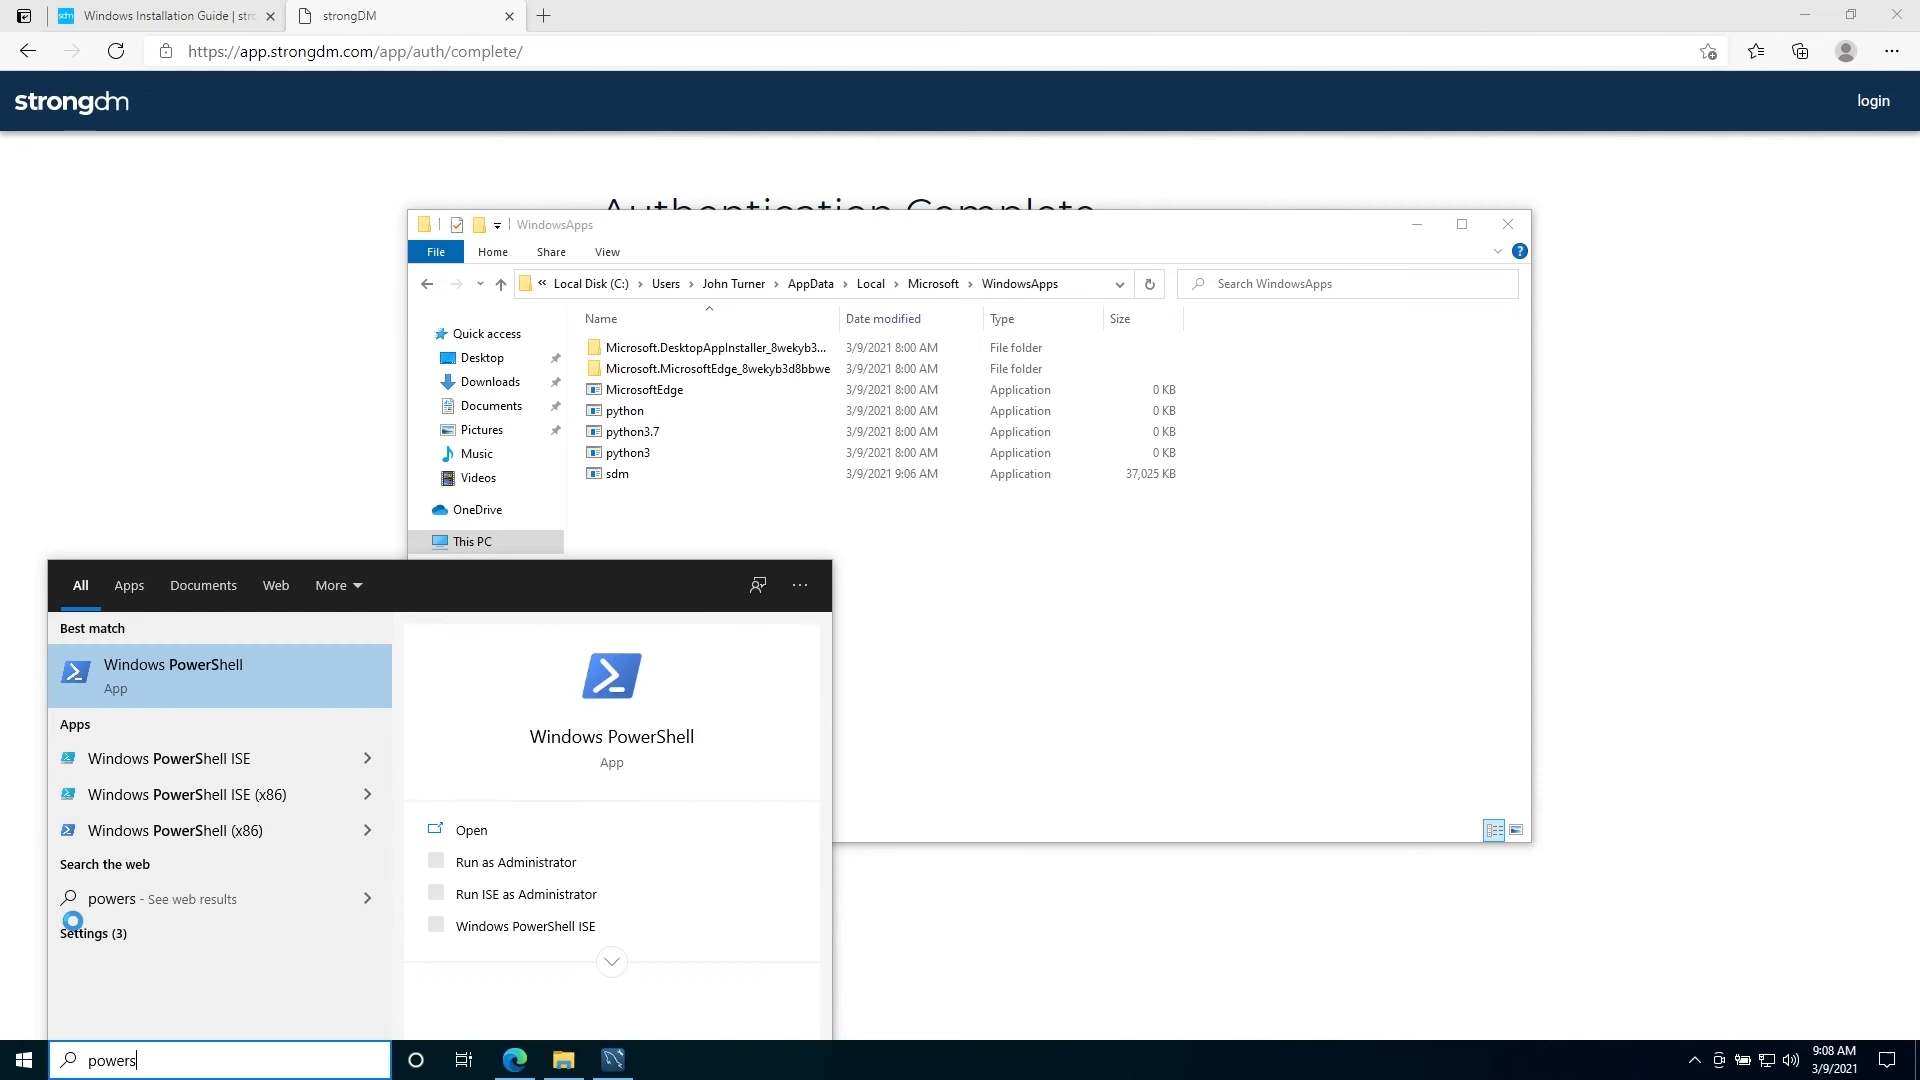 Windows Installation Guide | strc
strongDM
https://app.strongdm.com/app/auth/complete/
strongdm
login
Authentication Complete
WindowsApps
File Home Share View
« Local Disk (C:) › Users › John Turner › AppData › Local › Microsoft › WindowsApps
Search WindowsApps
Name Date modified Type Size
Quick access
Desktop
Downloads
Documents
Pictures
Music
Videos
OneDrive
This PC
Microsoft.DesktopAppInstaller_8wekyb3... 3/9/2021 8:00 AM File folder
Microsoft.MicrosoftEdge_8wekyb3d8bbwe 3/9/2021 8:00 AM File folder
MicrosoftEdge 3/9/2021 8:00 AM Application 0 KB
python 3/9/2021 8:00 AM Application 0 KB
python3.7 3/9/2021 8:00 AM Application 0 KB
python3 3/9/2021 8:00 AM Application 0 KB
sdm 3/9/2021 9:06 AM Application 37,025 KB
All Apps Documents Web More
Best match
Windows PowerShell
App
Apps
Windows PowerShell ISE
Windows PowerShell ISE (x86)
Windows PowerShell (x86)
Search the web
powers - See web results
Settings (3)
Windows PowerShell
App
Open
Run as Administrator
Run ISE as Administrator
Windows PowerShell ISE
powers
9:08 AM
3/9/2021